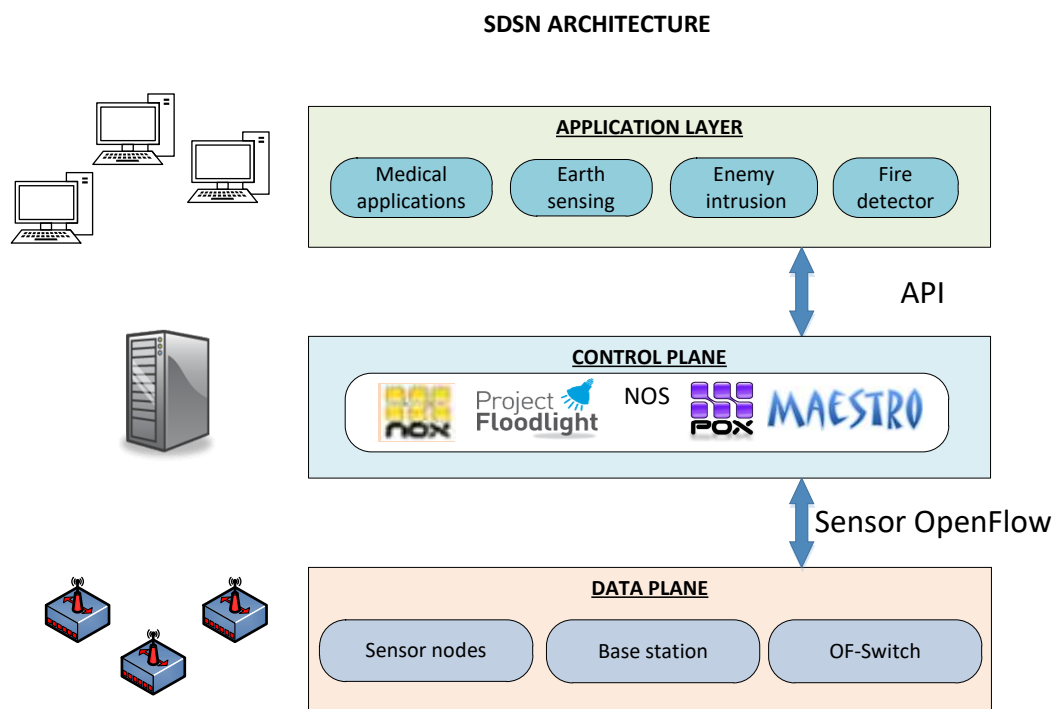 SDSN ARCHITECTURE
APPLICATION LAYER
Medical
applications
Earth
sensing
Enemy
intrusion
Fire
detector
API
CONTROL PLANE
nox
Project
Floodlight
NOS
POX
MAESTRO
Sensor OpenFlow
DATA PLANE
Sensor nodes
Base station
OF-Switch